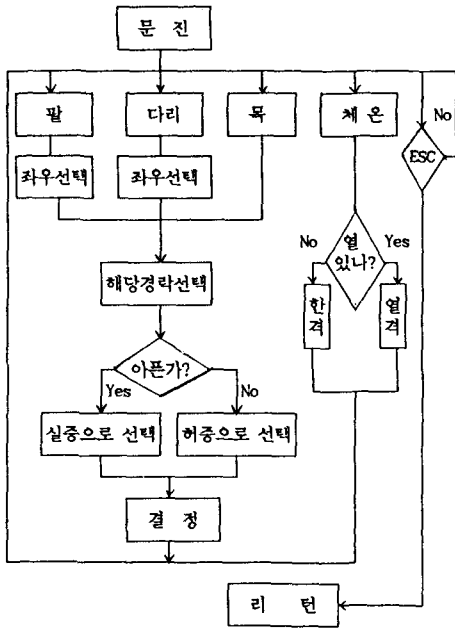 문 진
팔
다리
목
체 온
No
ESC
좌우선택
좌우선택
No
열
있나?
Yes
해당경락선택
한
격
열
격
아픈가?
Yes
No
실증으로 선택
허증으로 선택
결 정
리 턴